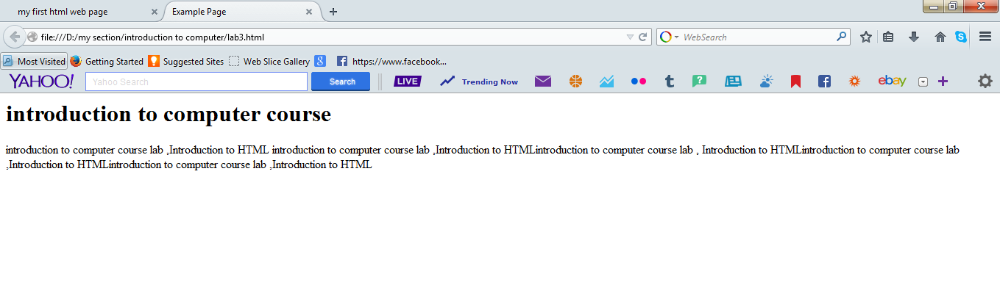 my first html web page
Example Page
file:///D:/my section/introduction to computer/lab3.html
WebSearch
Most Visited Getting Started Suggested Sites Web Slice Gallery 8 f https://www.facebook...
YAHOO! Yahoo Search Search LIVE Trending Now t ? f ebay
introduction to computer course
introduction to computer course lab ,Introduction to HTML introduction to computer course lab ,Introduction to HTMLintroduction to computer course lab , Introduction to HTMLintroduction to computer course lab
,Introduction to HTMLintroduction to computer course lab ,Introduction to HTML